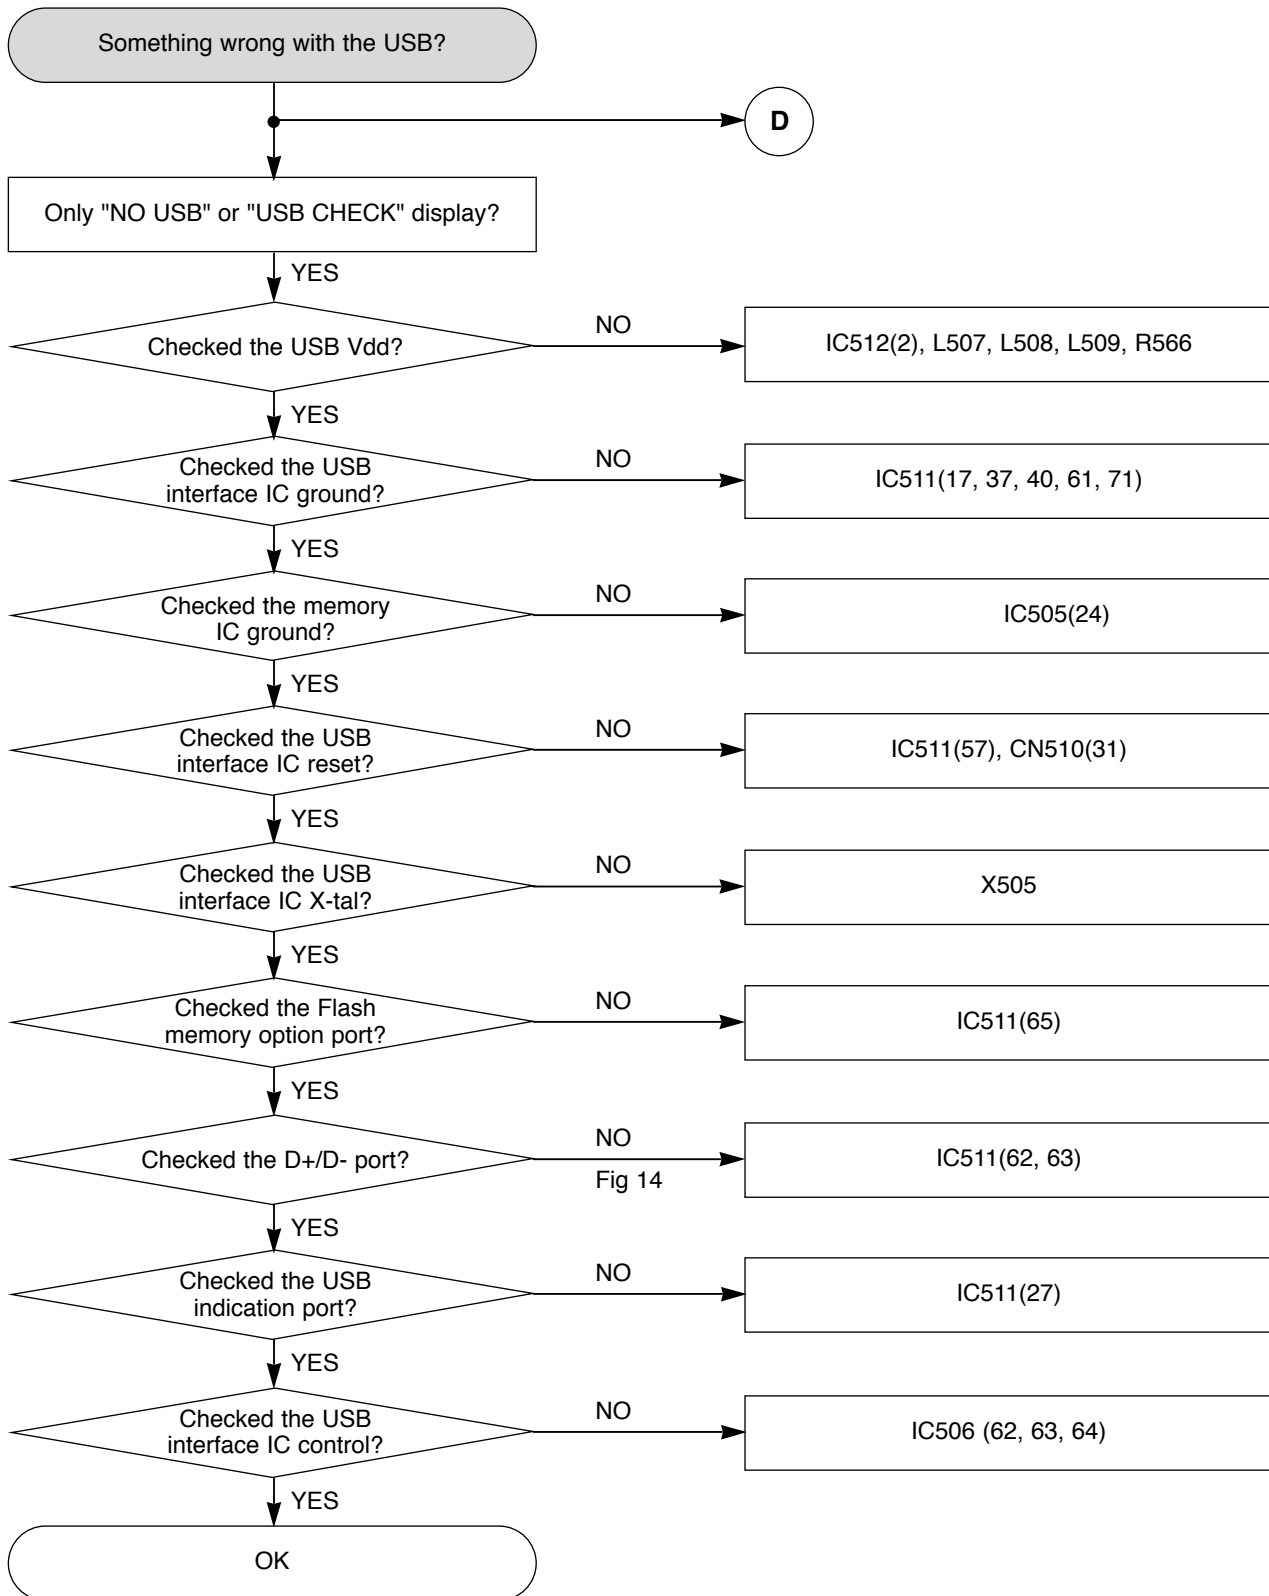 Something wrong with the USB?
D
Only "NO USB" or "USB CHECK" display?
YES
Checked the USB Vdd?
NO
IC512(2), L507, L508, L509, R566
YES
Checked the USB
interface IC ground?
NO
IC511(17, 37, 40, 61, 71)
YES
Checked the memory
IC ground?
NO
IC505(24)
YES
Checked the USB
interface IC reset?
NO
IC511(57), CN510(31)
YES
Checked the USB
interface IC X-tal?
NO
X505
YES
Checked the Flash
memory option port?
NO
IC511(65)
YES
Checked the D+/D- port?
NO
Fig 14
IC511(62, 63)
YES
Checked the USB
indication port?
NO
IC511(27)
YES
Checked the USB
interface IC control?
NO
IC506 (62, 63, 64)
YES
OK